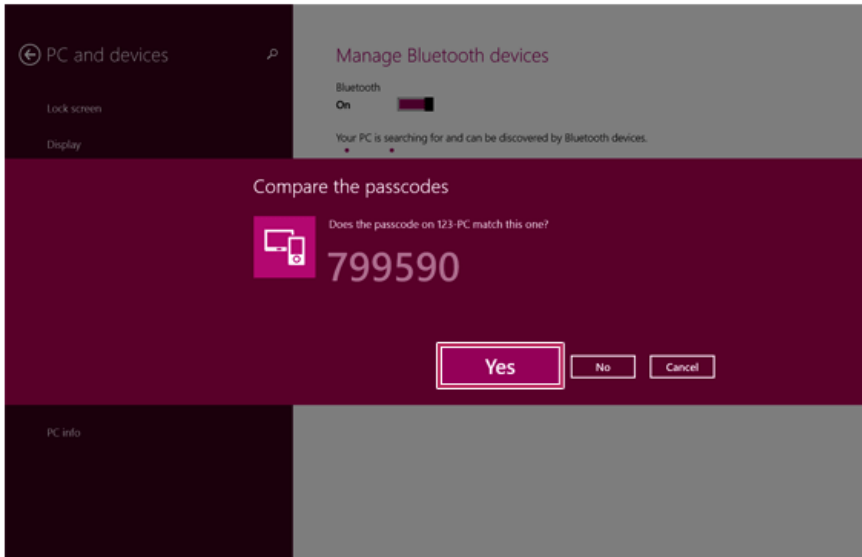 PC and devices
Lock screen
Display
Manage Bluetooth devices
Bluetooth
On
Your PC is searching for and can be discovered by Bluetooth devices.
Compare the passcodes
Does the passcode on 123-PC match this one?
799590
Yes
No
Cancel
PC info